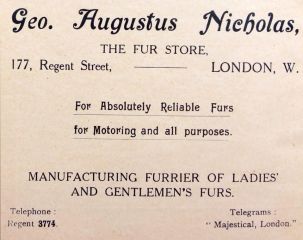 Geo. Augustus Nicholas,
THE FUR STORE,
177, Regent Street, LONDON, W.
For Absolutely Reliable Furs
for Motoring and all purposes.
MANUFACTURING FURRIER OF LADIES'
AND GENTLEMEN'S FURS.
Telephone : Telegrams :
Regent 3774. "Majestical, London."